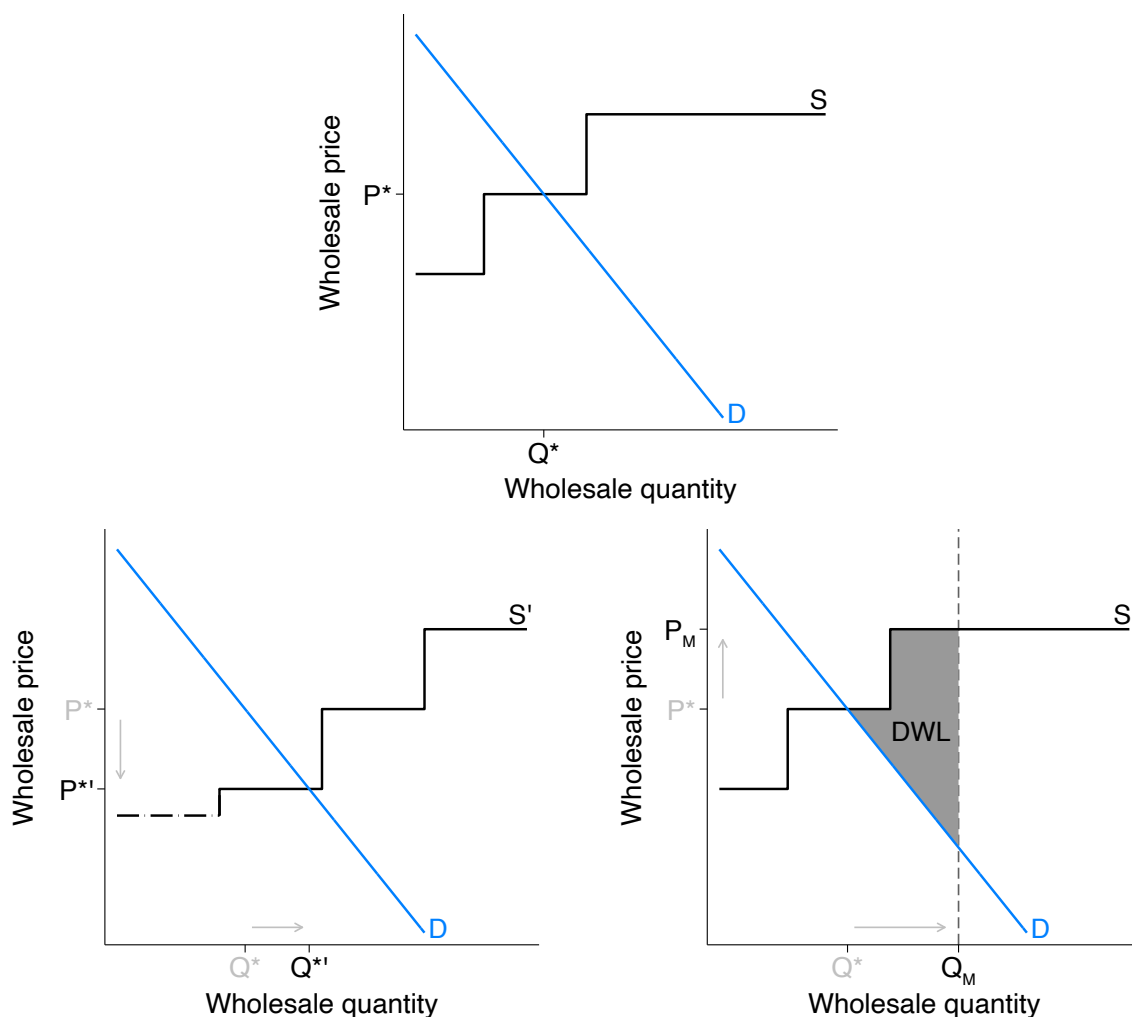 S
Wholesale price
P*
D
Q*
Wholesale quantity
S'
Wholesale price
P*
P*'
D
Q*
Q*'
Wholesale quantity
S
P_M
Wholesale price
P*
DWL
D
Q*
Q_M
Wholesale quantity